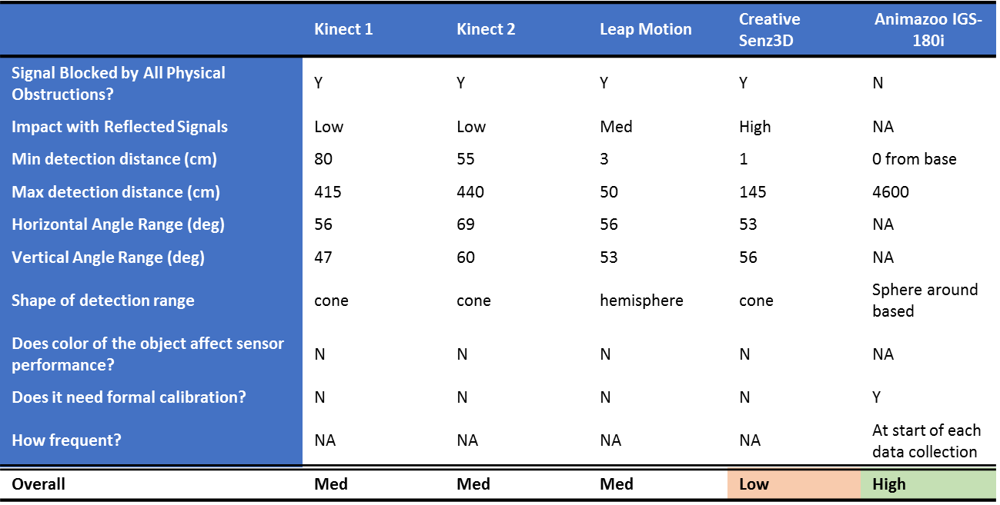 Kinect 1 Kinect 2 Leap Motion Creative Senz3D Animazoo IGS-180i
Signal Blocked by All Physical Obstructions? Y Y Y Y N
Impact with Reflected Signals Low Low Med High NA
Min detection distance (cm) 80 55 3 1 0 from base
Max detection distance (cm) 415 440 50 145 4600
Horizontal Angle Range (deg) 56 69 56 53 NA
Vertical Angle Range (deg) 47 60 53 56 NA
Shape of detection range cone cone hemisphere cone Sphere around based
Does color of the object affect sensor performance? N N N N NA
Does it need formal calibration? N N N N Y
How frequent? NA NA NA NA At start of each data collection
Overall Med Med Med Low High